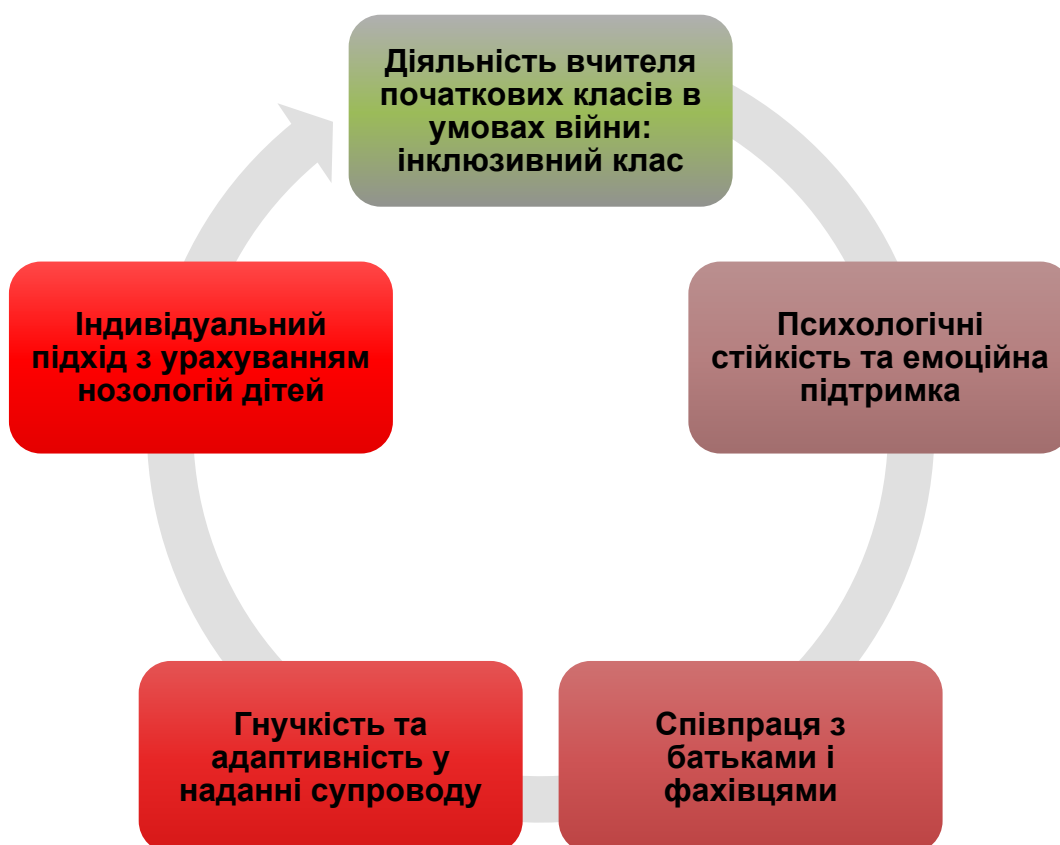 Діяльність вчителя
початкових класів в
умовах війни:
інклюзивний клас
Психологічні
стійкість та емоційна
підтримка
Співпраця з
батьками і
фахівцями
Гнучкість та
адаптивність у
наданні супроводу
Індивідуальний
підхід з урахуванням
нозологій дітей